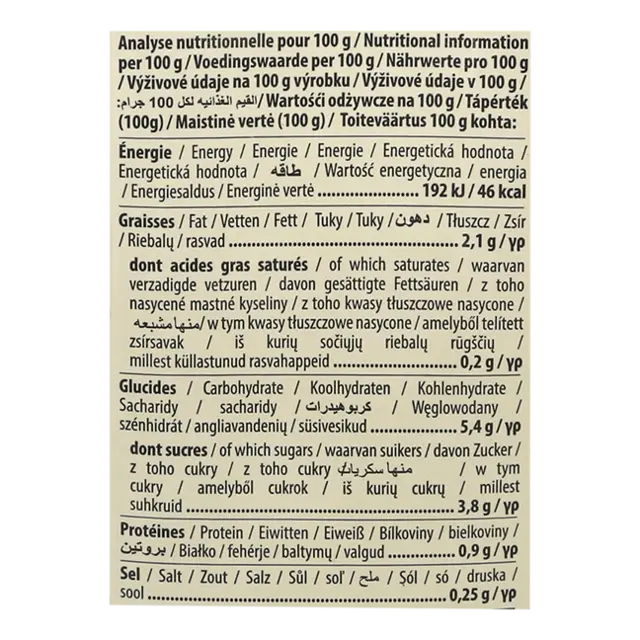 Analyse nutritionnelle pour 100 g / Nutritional information
per 100 g / Voedingswaarde per 100 g / Nährwerte pro 100 g
/ Výživové údaje na 100 g výrobku / Výživové údaje v 100 g /
القيم الغذائيه لكل 100 جرام: / Wartości odżywcze na 100 g / Tápérték
(100g) / Maistinė vertė (100 g) / Toiteväärtus 100 g kohta:
Énergie / Energy / Energie / Energie / Energetická hodnota /
Energetická hodnota / طاقه / Wartość energetyczna / energia
/ Energiesaldus / Energinė vertė .................. 192 kJ / 46 kcal
Graisses / Fat / Vetten / Fett / Tuky / Tuky / دهون / Tłuszcz / Zsír
/ Riebalų / rasvad ........................................ 2,1 g / γρ
dont acides gras saturés / of which saturates / waarvan
verzadigde vetzuren / davon gesättigte Fettsäuren / z toho
nasycené mastné kyseliny / z toho kwasy tłuszczowe nasycone /
منها مشبعه / w tym kwasy tłuszczowe nasycone / amelyből telített
zsírsavak / iš kurių sočiųjų riebalų rūgščių /
millest küllastunud rasvahappeid ........................ 0,2 g / γρ
Glucides / Carbohydrate / Koolhydraten / Kohlenhydrate /
Sacharidy / sacharidy / كربوهيدرات / Węglowodany /
szénhidrát / angliavandenių / süsivesikud .................. 5,4 g / γρ
dont sucres / of which sugars / waarvan suikers / davon Zucker /
z toho cukry / z toho cukry / منها سكريات / w tym
cukry / amelyből cukrok / iš kurių cukrų / millest
suhkruid .................................................. 3,8 g / γρ
Protéines / Protein / Eiwitten / Eiweiß / Bílkoviny / bielkoviny /
بروتين / Białko / fehérje / baltymų / valgud .............. 0,9 g / γρ
Sel / Salt / Zout / Salz / Sůl / soľ / ملح / Sól / só / druska /
sool ...................................................... 0,25 g / γρ